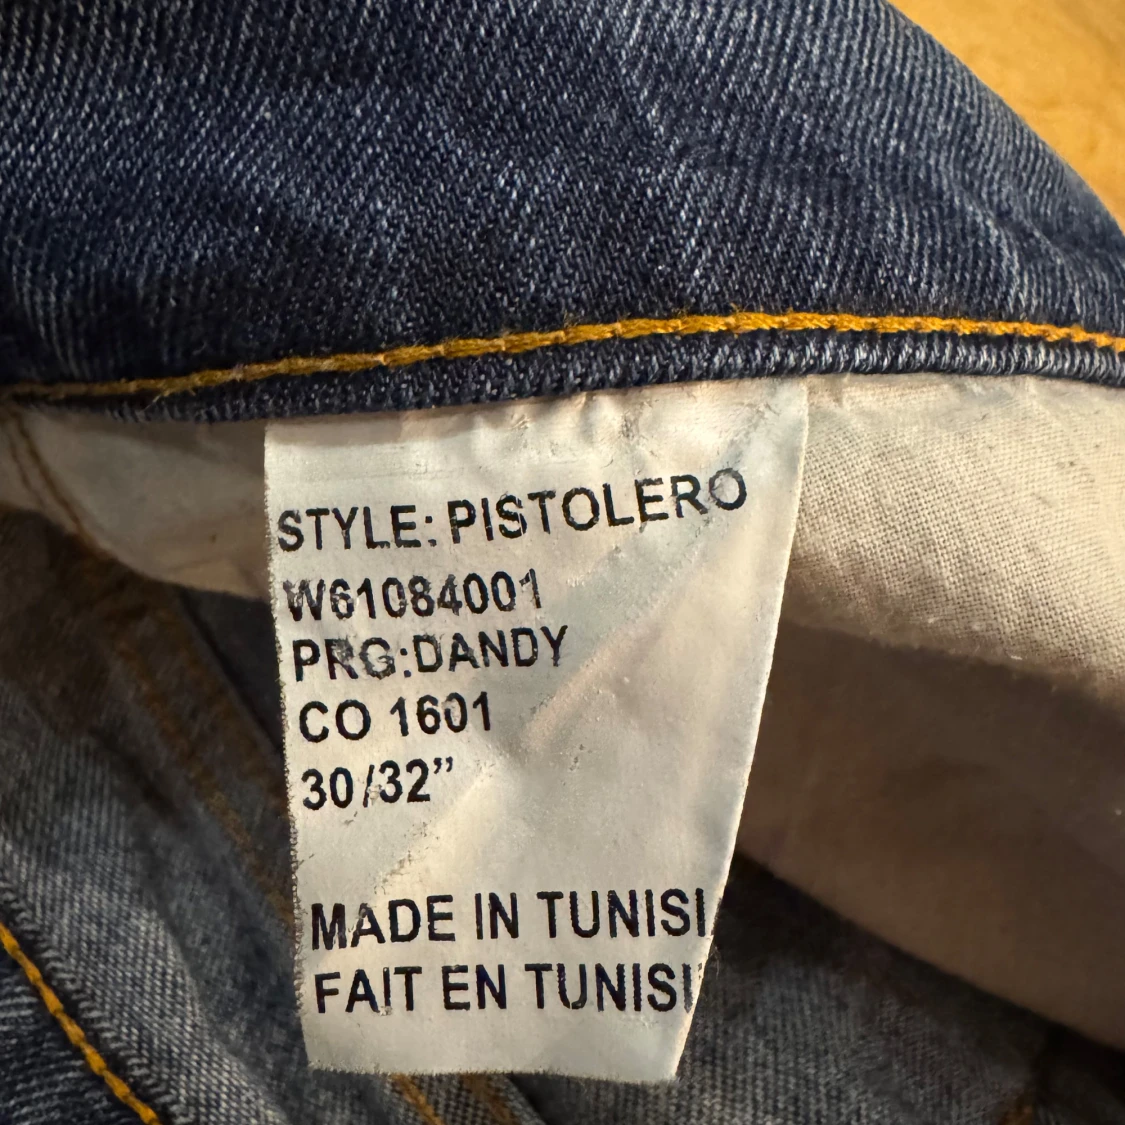 STYLE: PISTOLERO
W61084001
PRG:DANDY
CO 1601
30/32”
MADE IN TUNISI
FAIT EN TUNISI